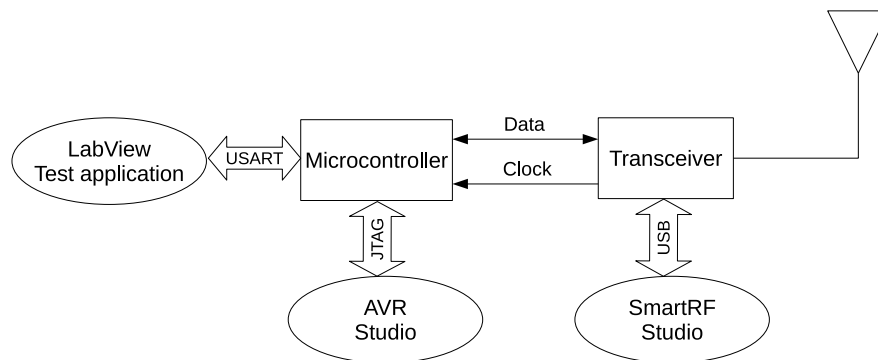 LabView
Test application
USART
Microcontroller
Data
Clock
Transceiver
JTAG
USB
AVR
Studio
SmartRF
Studio